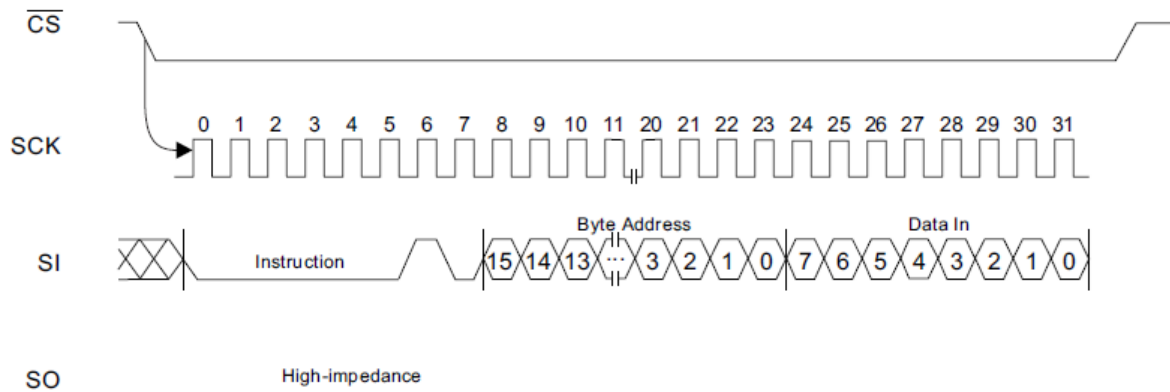 CS
0 1 2 3 4 5 6 7 8 9 10 11 20 21 22 23 24 25 26 27 28 29 30 31
SCK
Byte Address Data In
SI Instruction 15 14 13 ... 3 2 1 0 7 6 5 4 3 2 1 0
SO High-impedance